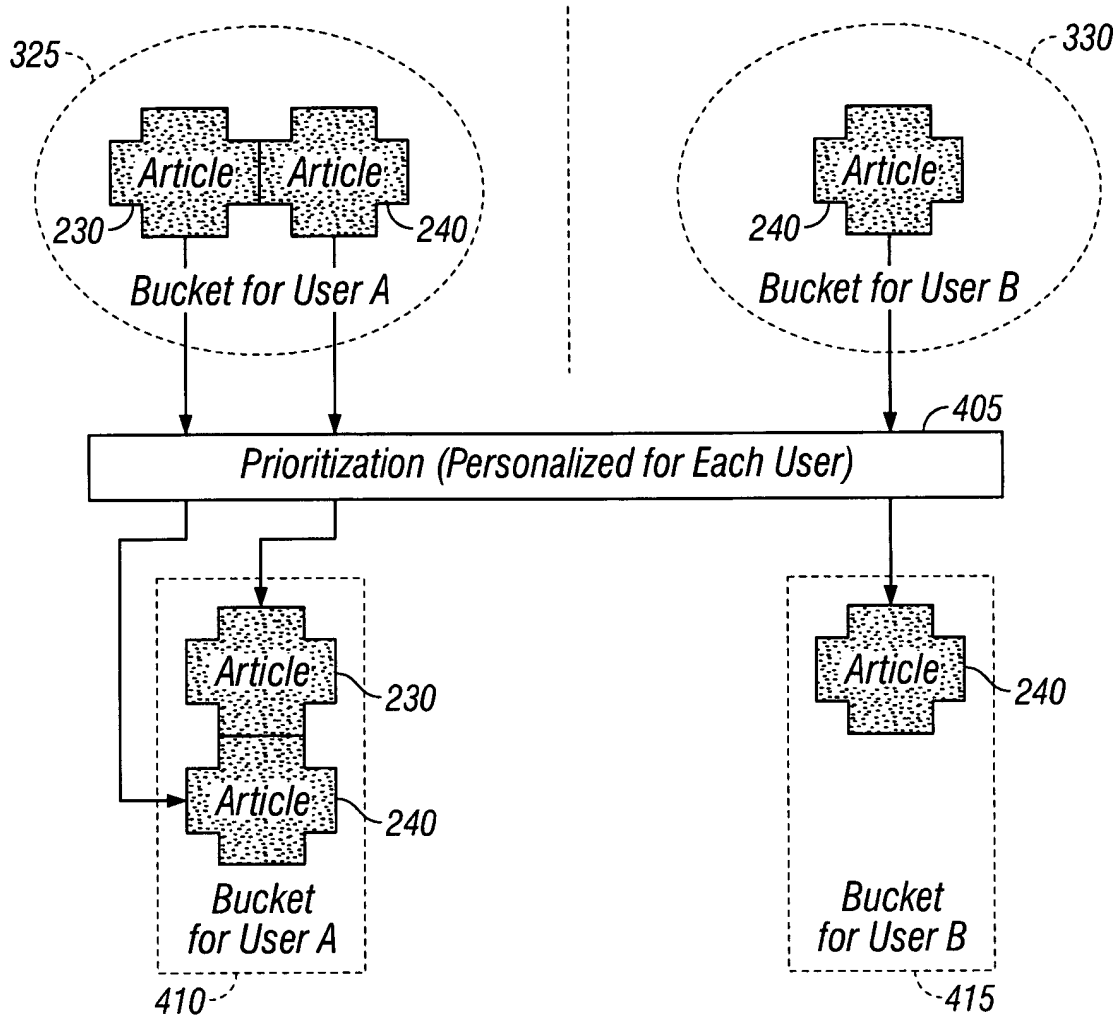 325
330
Article
Article
Article
230
240
240
Bucket for User A
Bucket for User B
405
Prioritization (Personalized for Each User)
Article
230
Article
240
Article
240
Bucket
for User A
Bucket
for User B
410
415